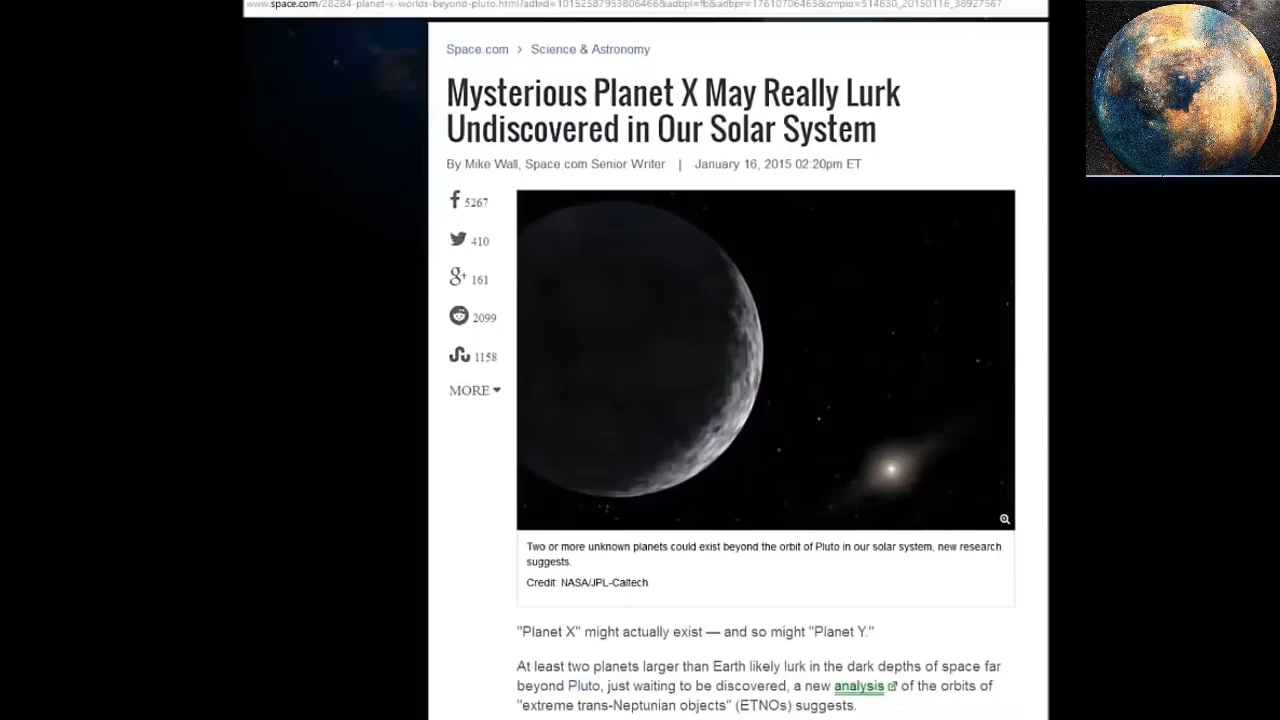 www.space.com/28284-planet-x-worlds-beyond-pluto.html?adbid=10152587953806466&adbpl=fb&adbpr=17610706465&cmpid=514630_20150116_38927567
Space.com > Science & Astronomy
Mysterious Planet X May Really Lurk
Undiscovered in Our Solar System
By Mike Wall, Space.com Senior Writer | January 16, 2015 02:20pm ET
5267
410
161
2099
1158
MORE
Two or more unknown planets could exist beyond the orbit of Pluto in our solar system, new research
suggests.
Credit: NASA/JPL-Caltech
"Planet X" might actually exist — and so might "Planet Y."
At least two planets larger than Earth likely lurk in the dark depths of space far
beyond Pluto, just waiting to be discovered, a new analysis of the orbits of
"extreme trans-Neptunian objects" (ETNOs) suggests.